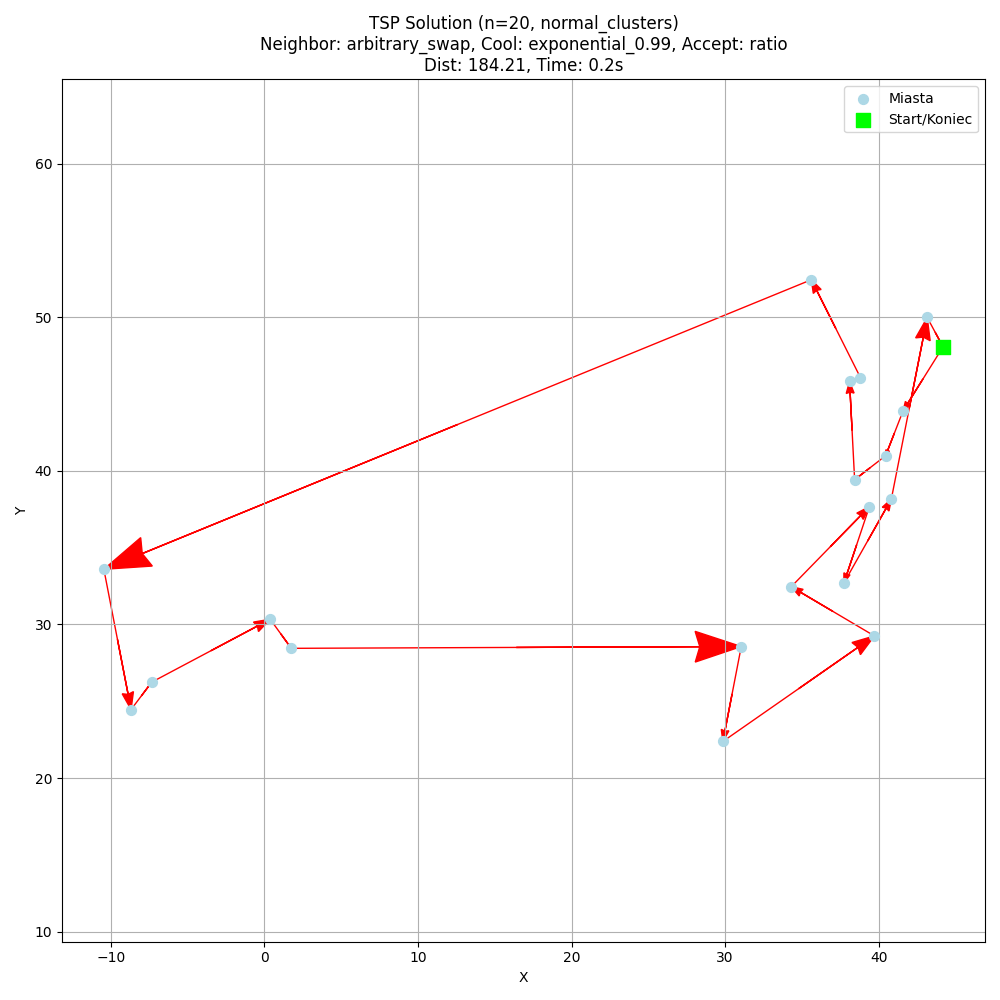 TSP Solution (n=20, normal_clusters)
Neighbor: arbitrary_swap, Cool: exponential_0.99, Accept: ratio
Dist: 184.21, Time: 0.2s
Miasta
Start/Koniec
60
50
40
30
20
10
Y
−10 0 10 20 30 40
X